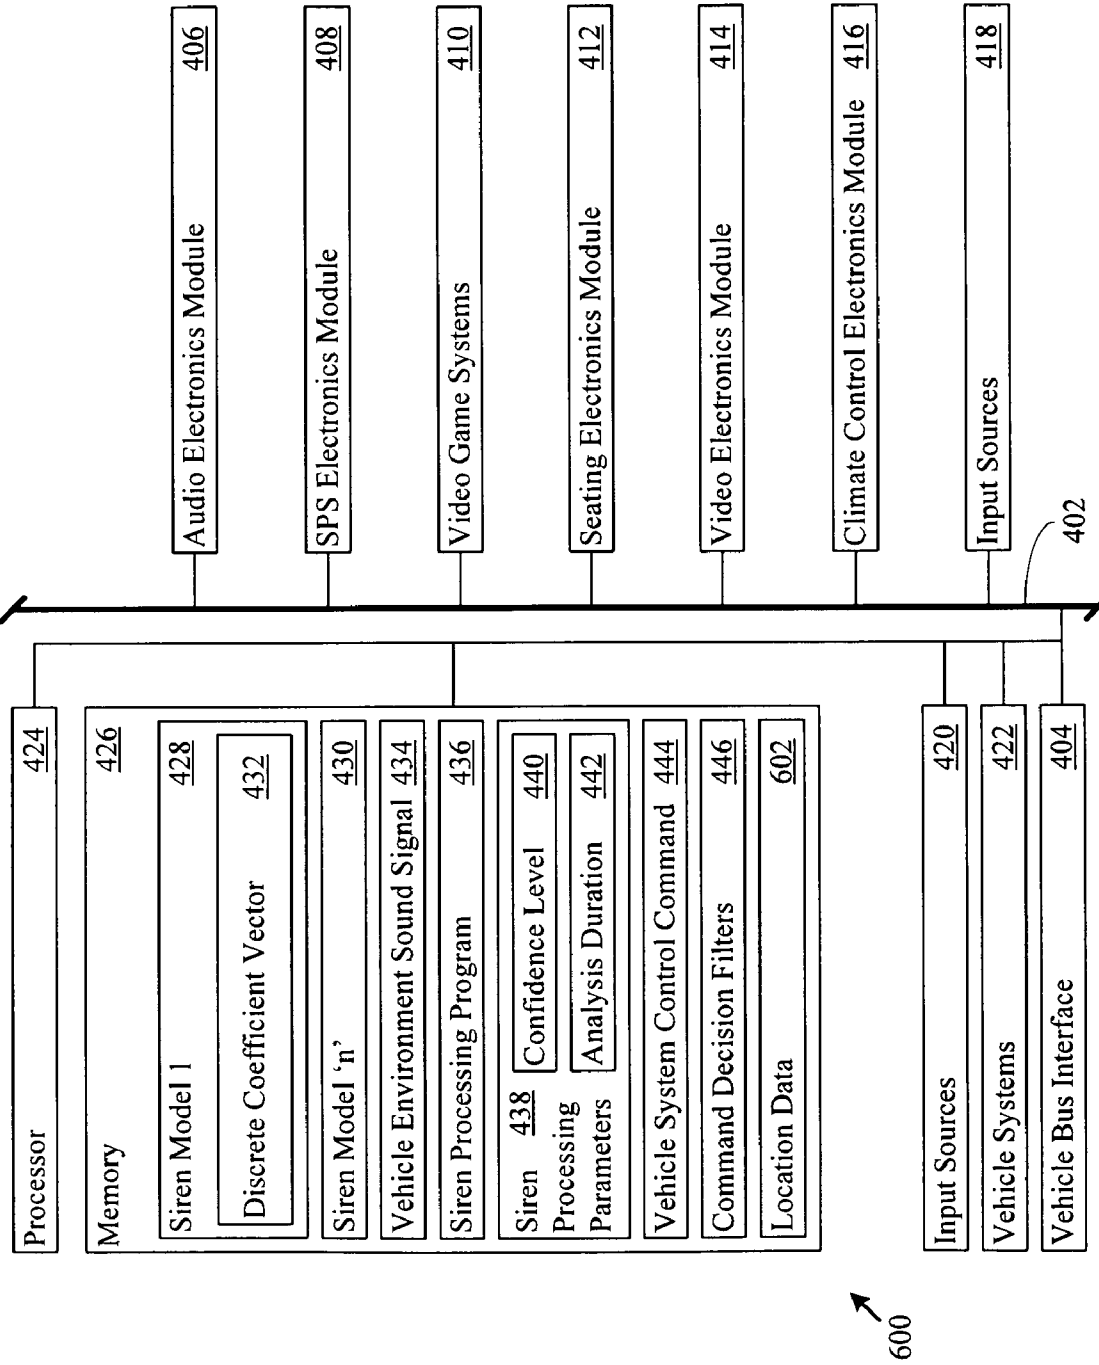 Processor 424
Memory 426
Siren Model 1 428
Discrete Coefficient Vector 432
Siren Model ‘n’ 430
Vehicle Environment Sound Signal 434
Siren Processing Program 436
Siren 438
Processing
Parameters
Confidence Level 440
Analysis Duration 442
Vehicle System Control Command 444
Command Decision Filters 446
Location Data 602
Input Sources 420
Vehicle Systems 422
Vehicle Bus Interface 404
Audio Electronics Module 406
SPS Electronics Module 408
Video Game Systems 410
Seating Electronics Module 412
Video Electronics Module 414
Climate Control Electronics Module 416
Input Sources 418
402
600